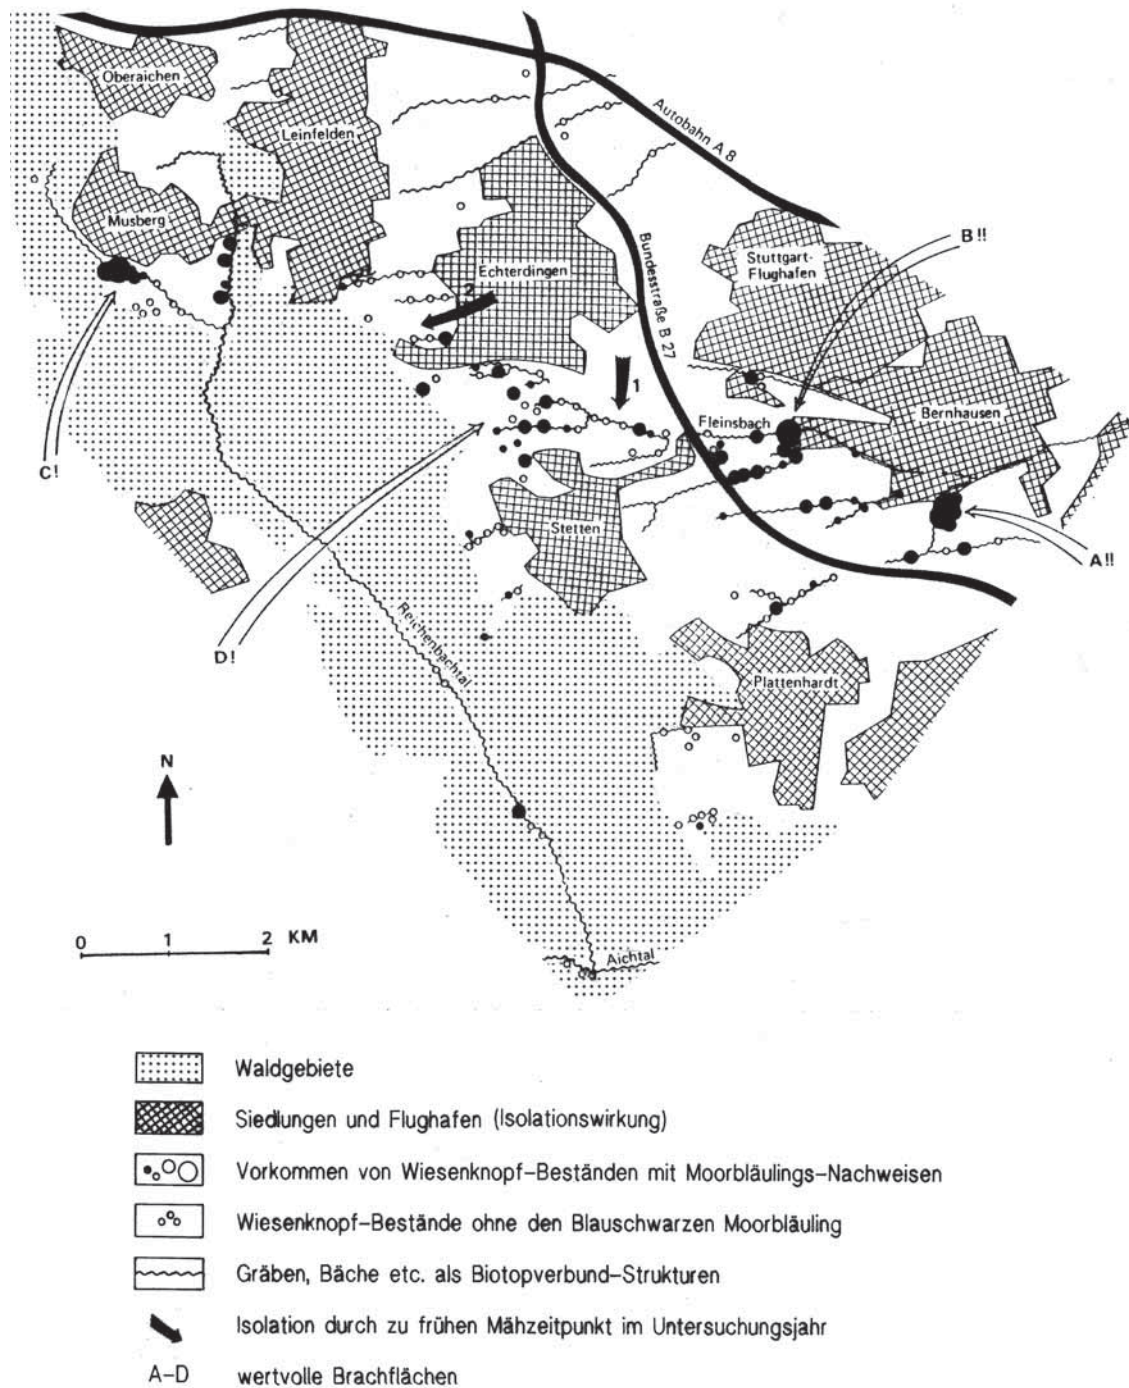 Oberaichen
Leinfelden
Autobahn A 8
Musberg
Echterdingen
2
Bundesstraße B 27
Stuttgart-
Flughafen
B!!
1
Fleinsbach
Bernhausen
C!
Stetten
A!!
D!
Reichenbachtal
Plattenhardt
N
0 1 2 KM
Aichtal
Waldgebiete
Siedlungen und Flughafen (Isolationswirkung)
Vorkommen von Wiesenknopf-Beständen mit Moorbläulings-Nachweisen
Wiesenknopf-Bestände ohne den Blauschwarzen Moorbläuling
Gräben, Bäche etc. als Biotopverbund-Strukturen
Isolation durch zu frühen Mähzeitpunkt im Untersuchungsjahr
A-D wertvolle Brachflächen